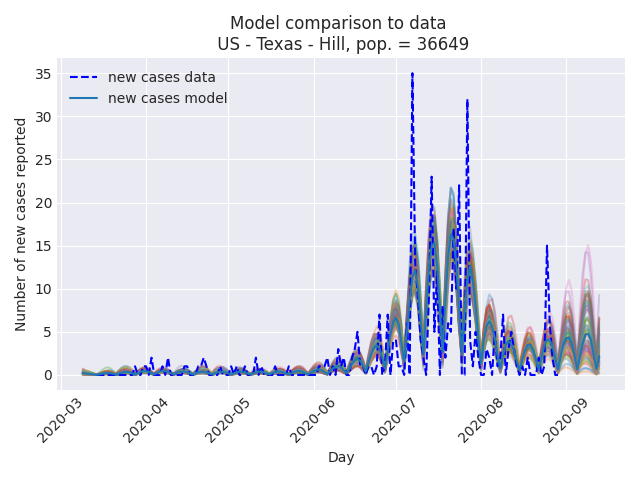 Model comparison to data
US - Texas - Hill, pop. = 36649
new cases data
new cases model
Number of new cases reported
35
30
25
20
15
10
5
0
2020-03
2020-04
2020-05
2020-06
2020-07
2020-08
2020-09
Day